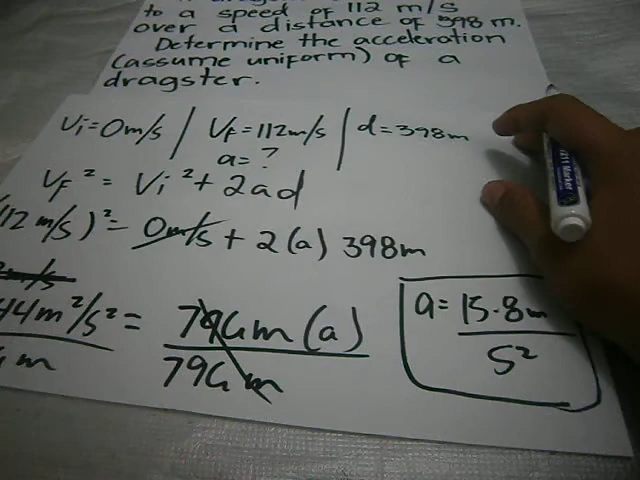 to a speed of 112 m/s
over a distance of 398 m.
Determine the acceleration
(assume uniform) of a
dragster.
Vi = 0m/s | VF = 112m/s | d = 398m
a = ?
VF² = Vi² + 2ad
12 m/s)² = 0m/s + 2(a) 398m
m/s
44m²/s² = 796m(a)
m 796m
a = 15.8m
s²